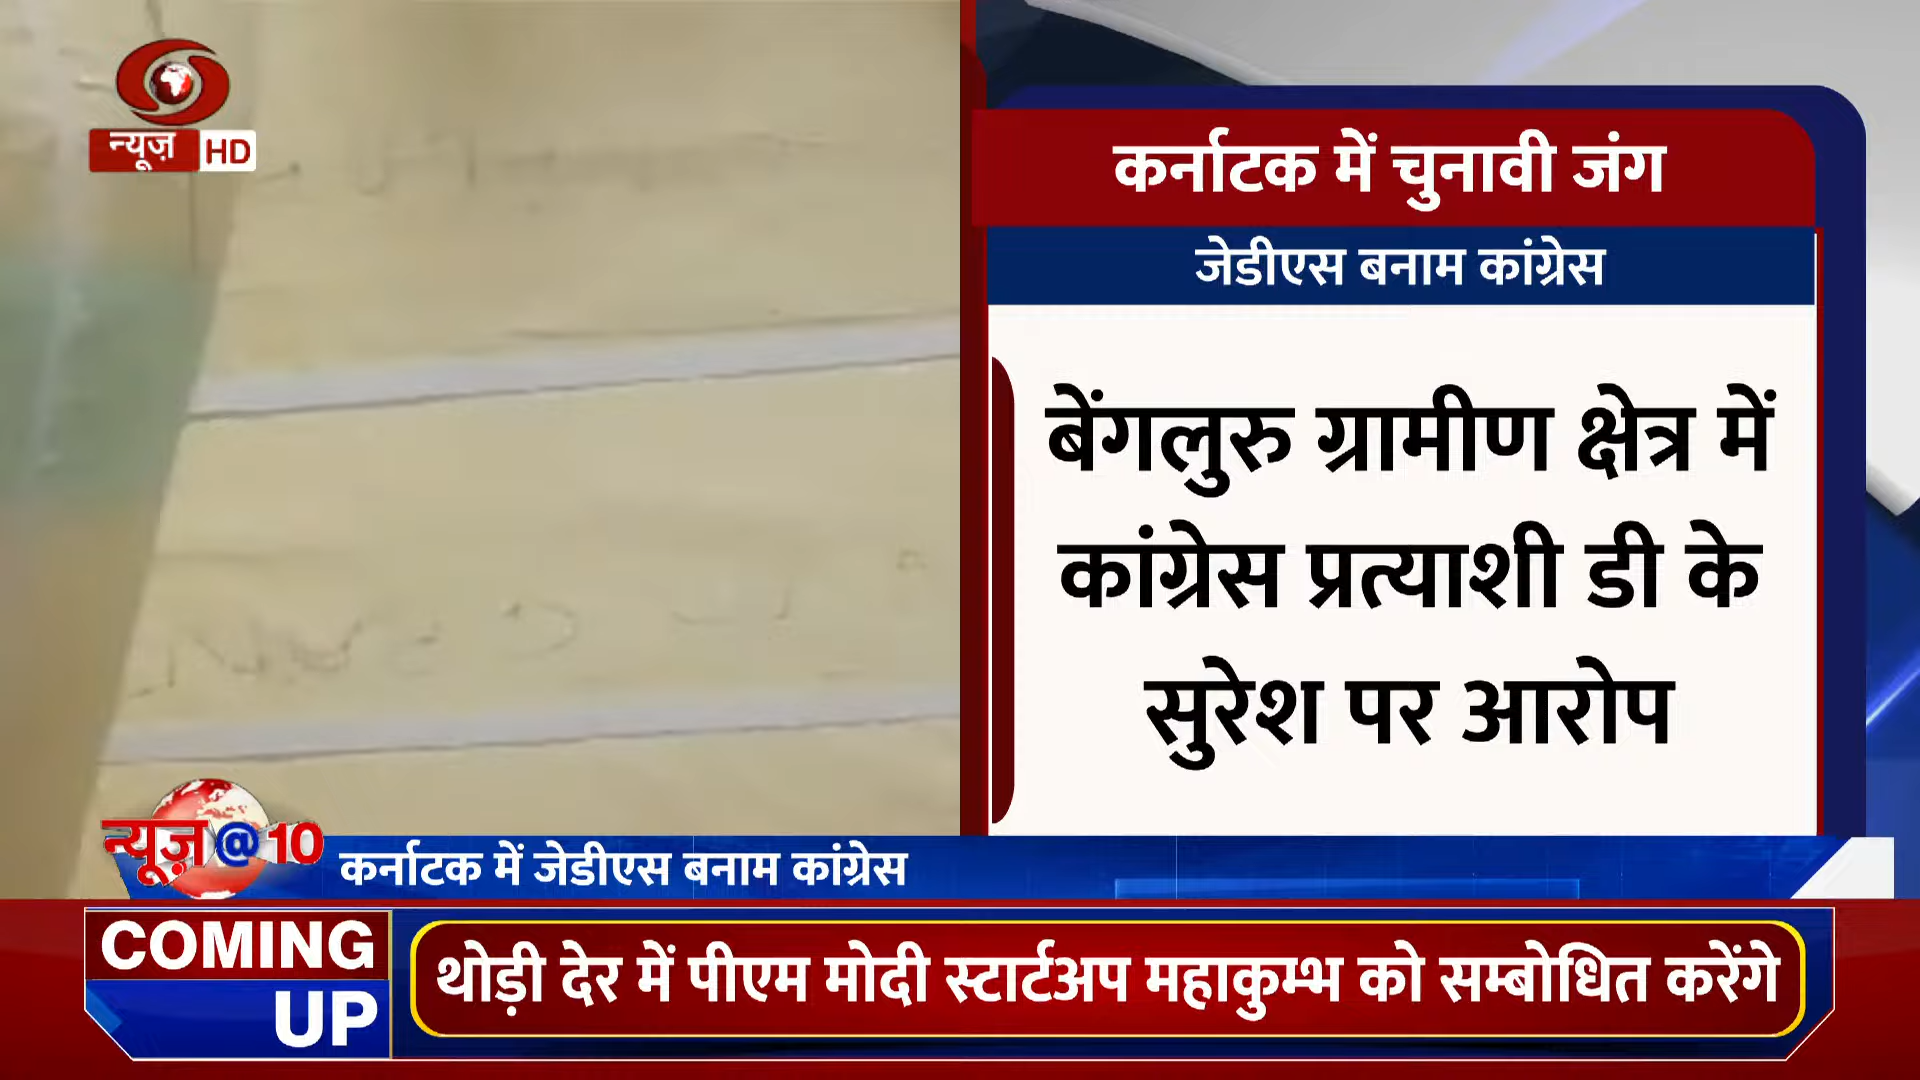 न्यूज़ HD
कर्नाटक में चुनावी जंग
जेडीएस बनाम कांग्रेस
बेंगलुरु ग्रामीण क्षेत्र में
कांग्रेस प्रत्याशी डी के
सुरेश पर आरोप
न्यूज़@10
कर्नाटक में जेडीएस बनाम कांग्रेस
COMING
UP
थोड़ी देर में पीएम मोदी स्टार्टअप महाकुम्भ को सम्बोधित करेंगे